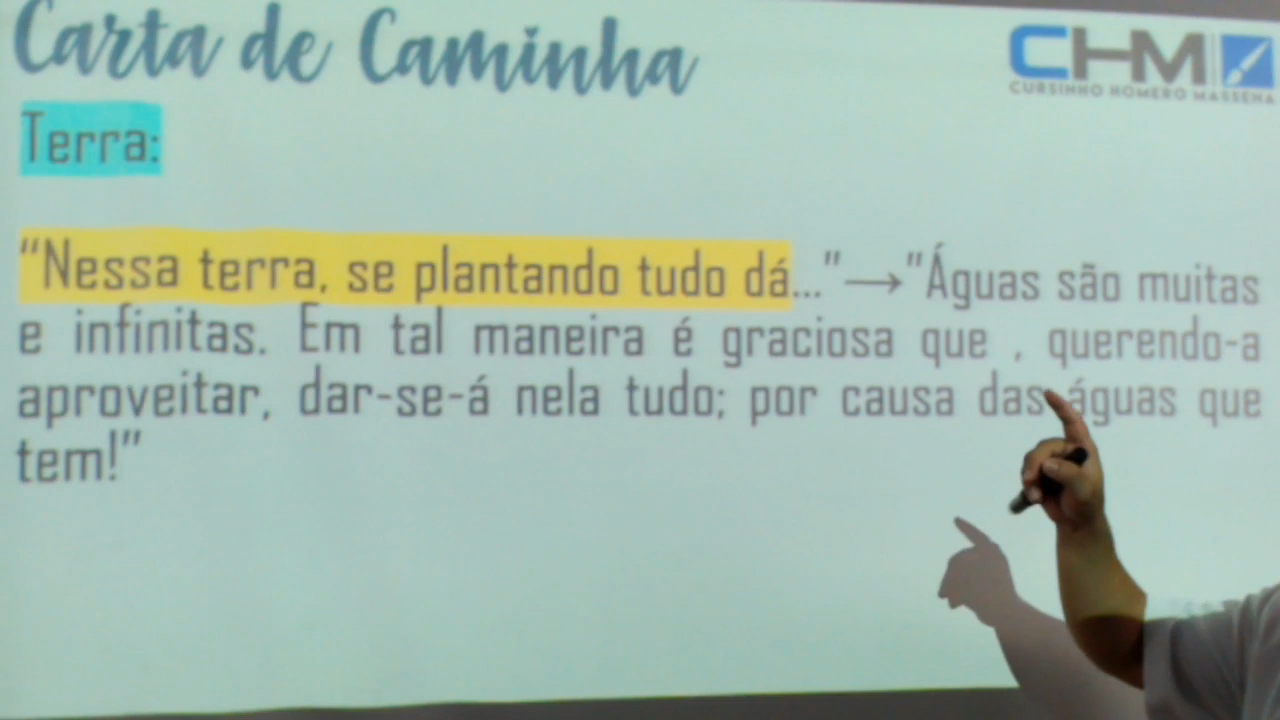 Carta de Caminha
CHM
CURSINHO HOMERO MASSENA
Terra:
“Nessa terra, se plantando tudo dá...”→“Águas são muitas
e infinitas. Em tal maneira é graciosa que , querendo-a
aproveitar, dar-se-á nela tudo; por causa das águas que
tem!”